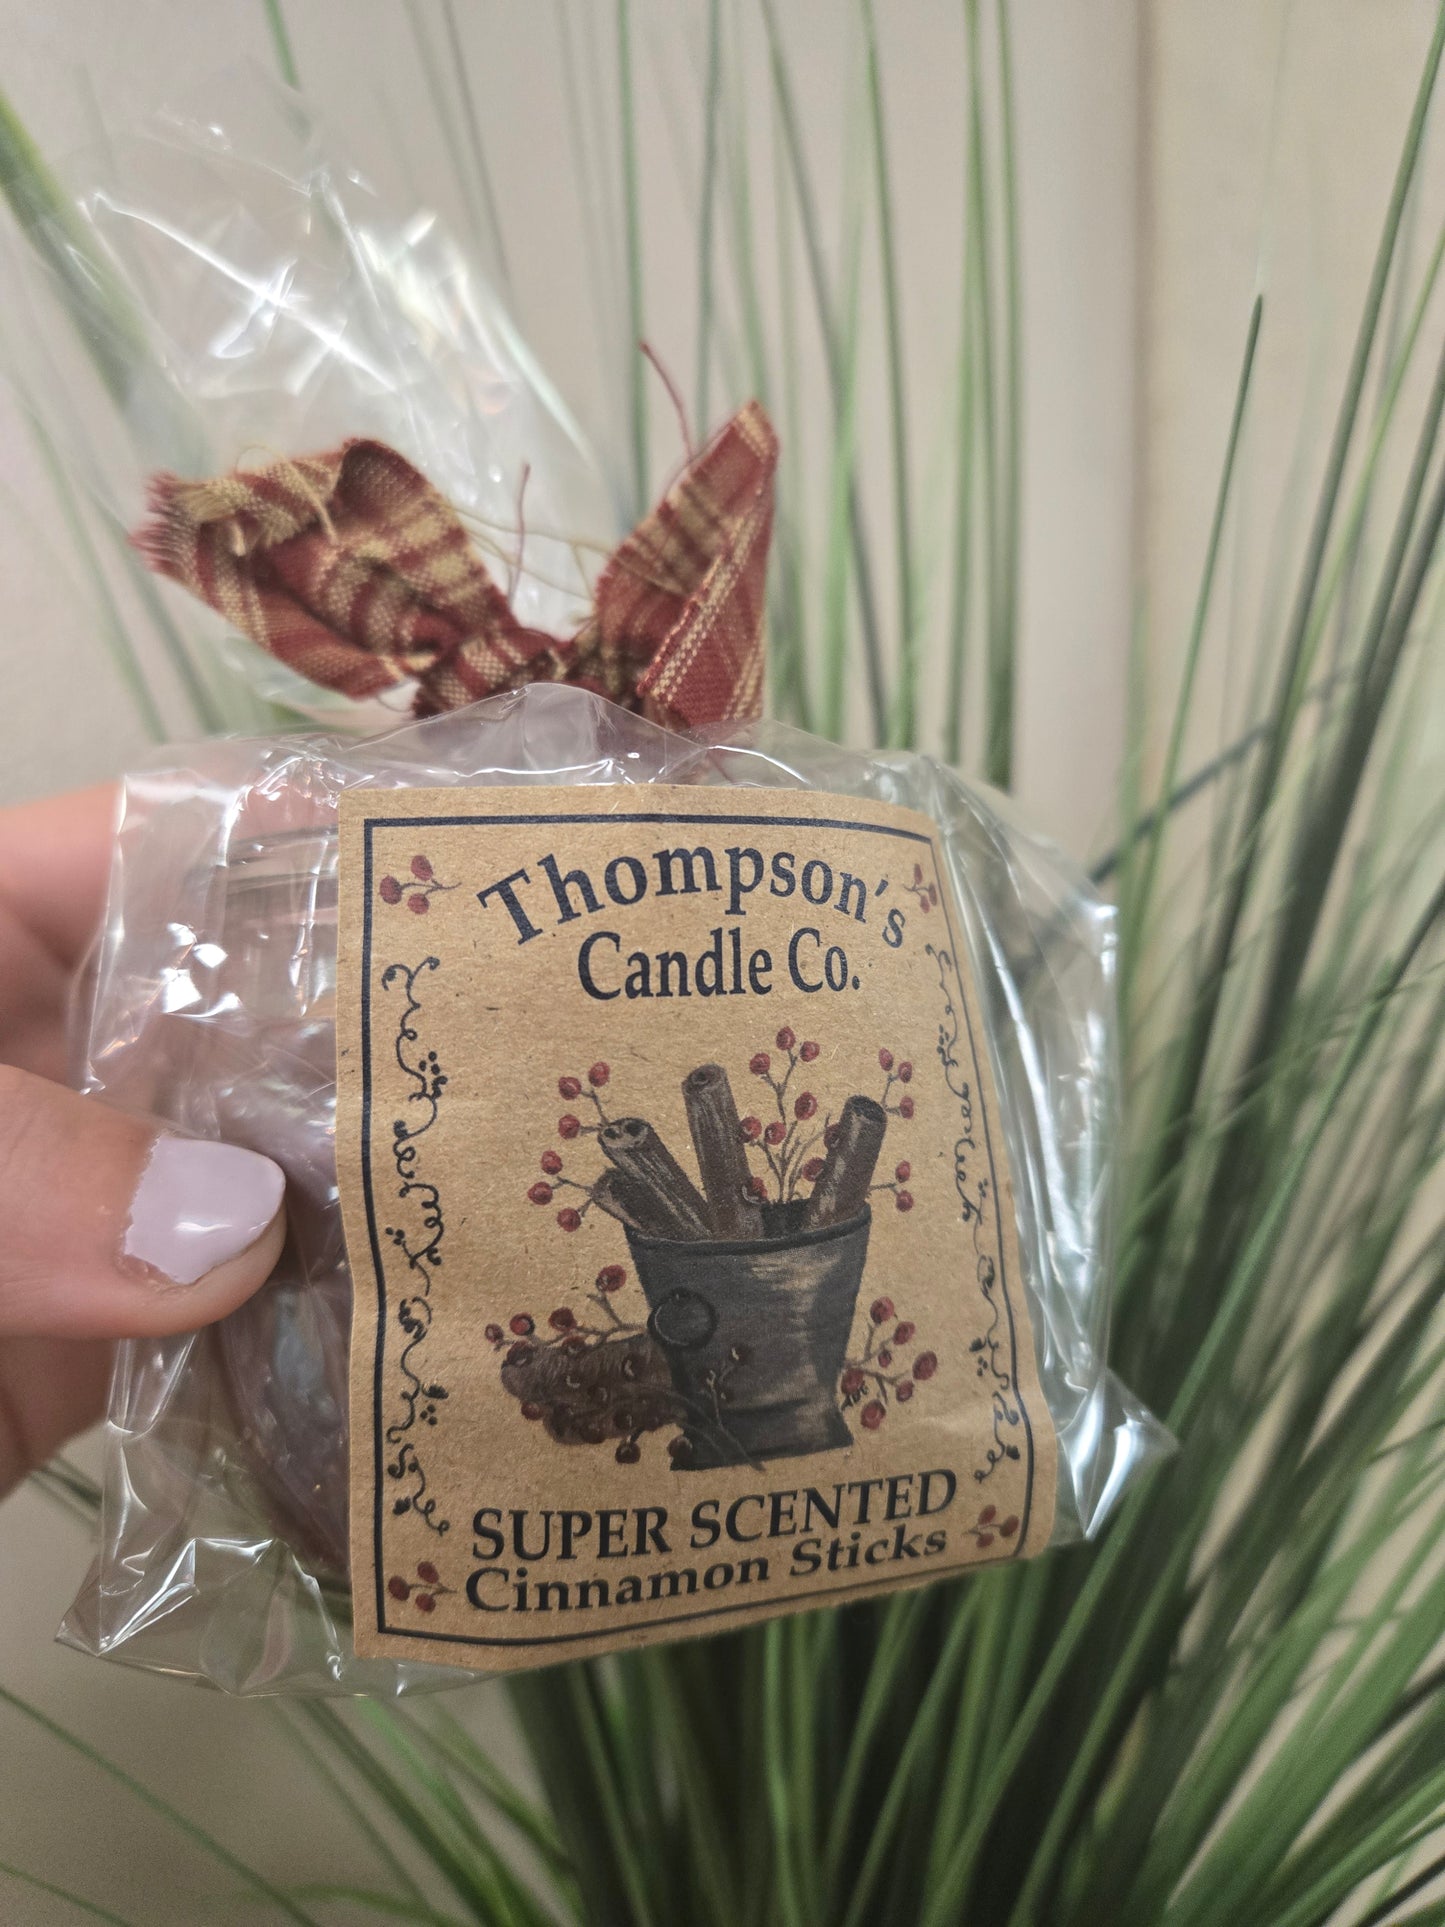 Thompson's
Candle Co.
SUPER SCENTED
Cinnamon Sticks